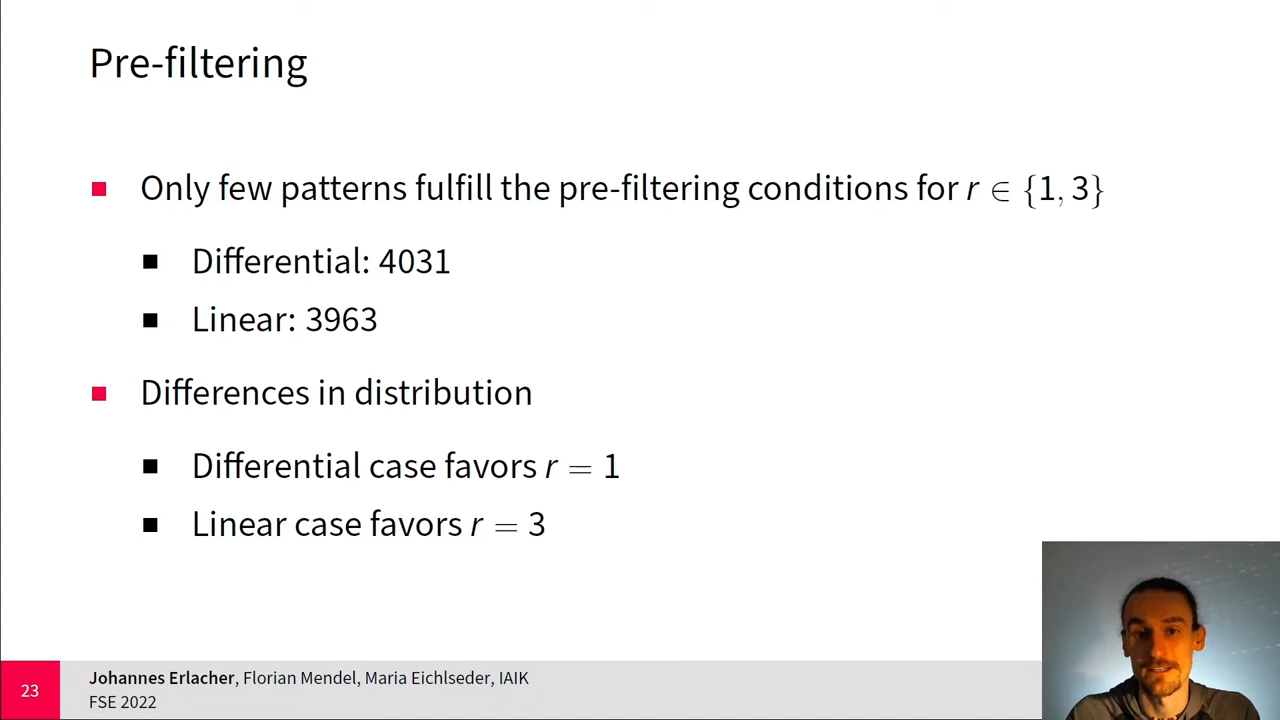 Pre-filtering
Only few patterns fulfill the pre-filtering conditions for r ∈ {1, 3}
Differential: 4031
Linear: 3963
Differences in distribution
Differential case favors r = 1
Linear case favors r = 3
23
Johannes Erlacher, Florian Mendel, Maria Eichlseder, IAIK
FSE 2022